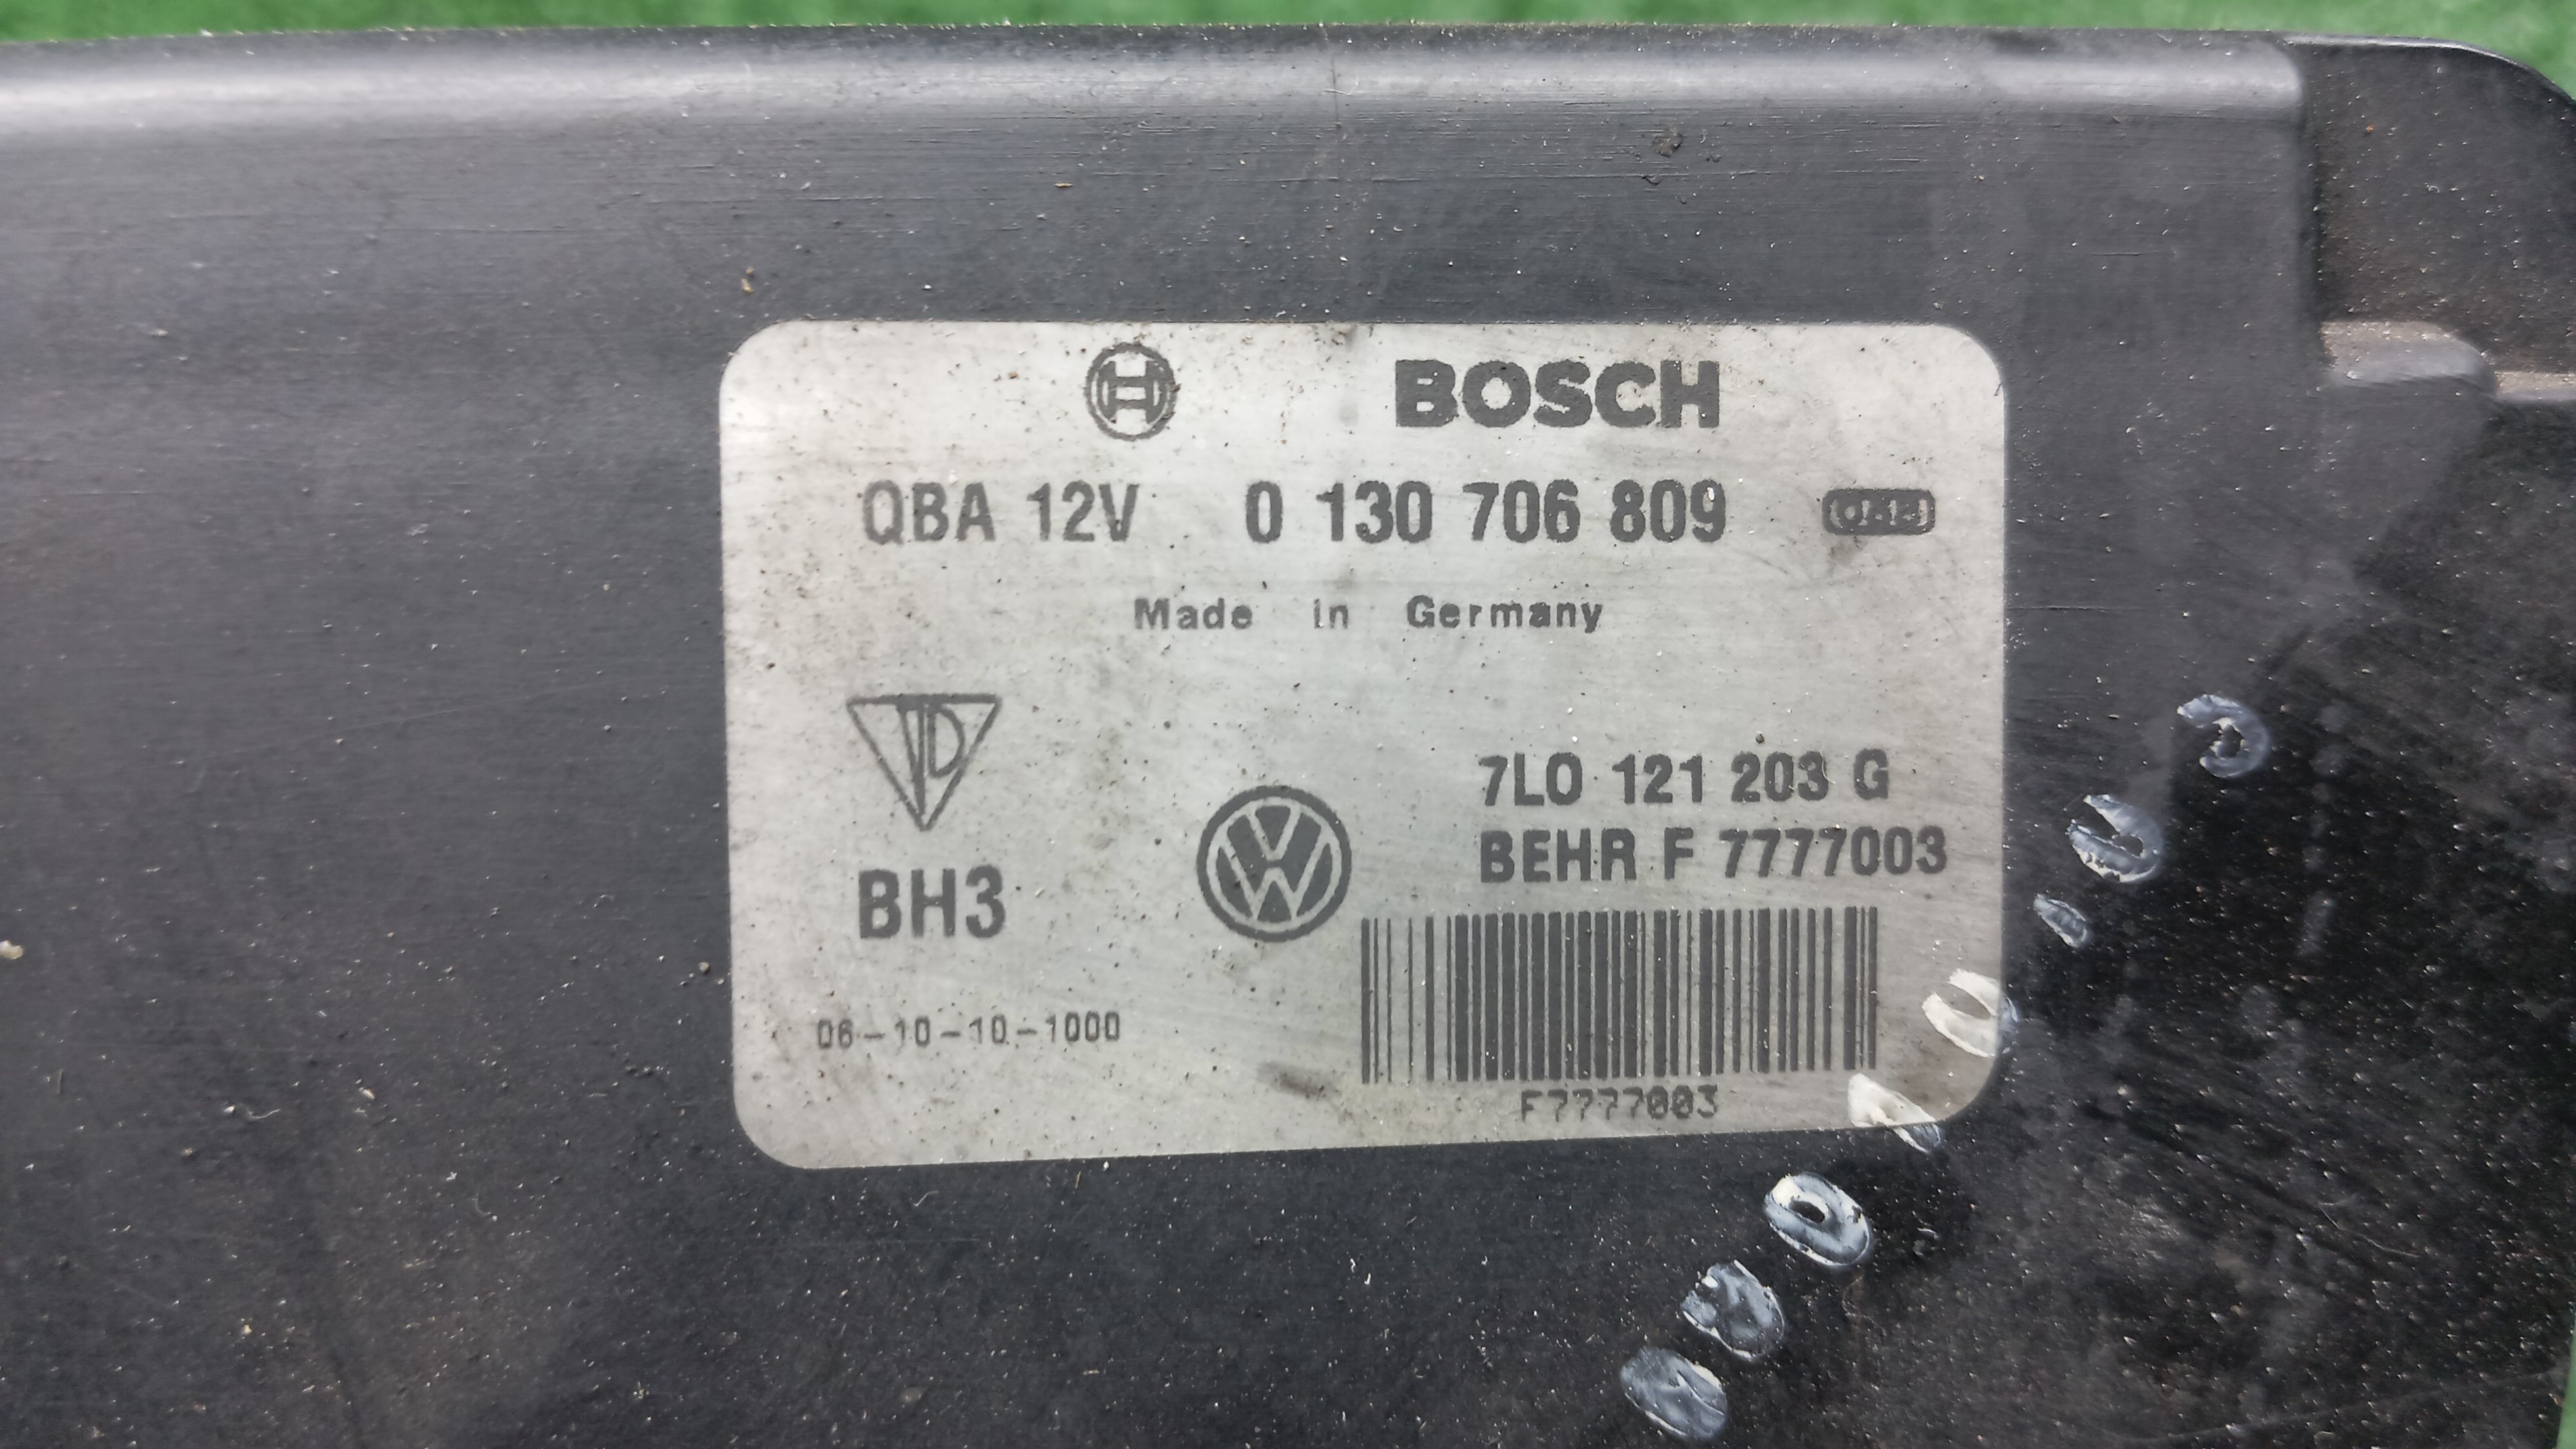 BOSCH
QBA 12V 0 130 706 809
Made in Germany
7L0 121 203 G
BEHR F 7777003
BH3
06-10-10-1000
F7777003